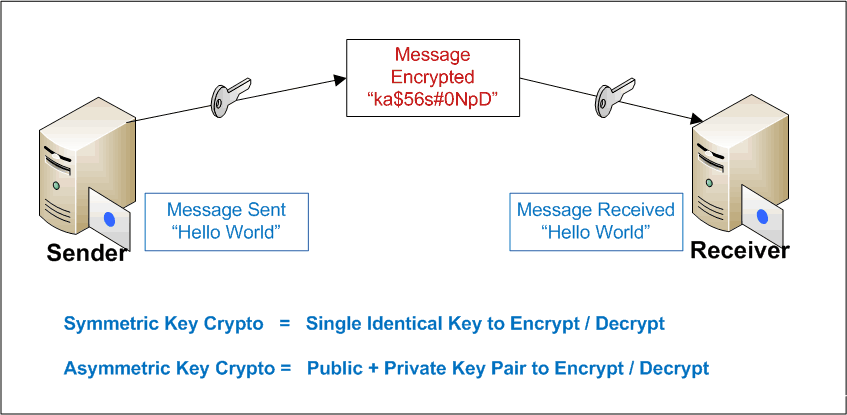 Message
Encrypted
“ka$56s#0NpD”
Message Sent
“Hello World”
Message Received
“Hello World”
Sender
Receiver
Symmetric Key Crypto = Single Identical Key to Encrypt / Decrypt
Asymmetric Key Crypto = Public + Private Key Pair to Encrypt / Decrypt